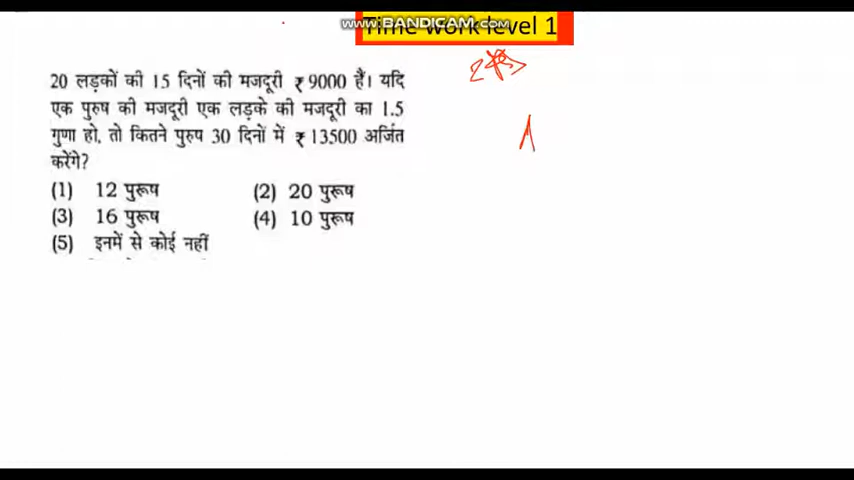 WWW.BANDICAM.COM
Time work level 1
20 लड़कों की 15 दिनों की मजदूरी ₹ 9000 हैं। यदि
एक पुरुष की मजदूरी एक लड़के की मजदूरी का 1.5
गुणा हो, तो कितने पुरुष 30 दिनों में ₹ 13500 अर्जित
करेंगे?
(1) 12 पुरूष (2) 20 पुरूष
(3) 16 पुरूष (4) 10 पुरूष
(5) इनमें से कोई नहीं